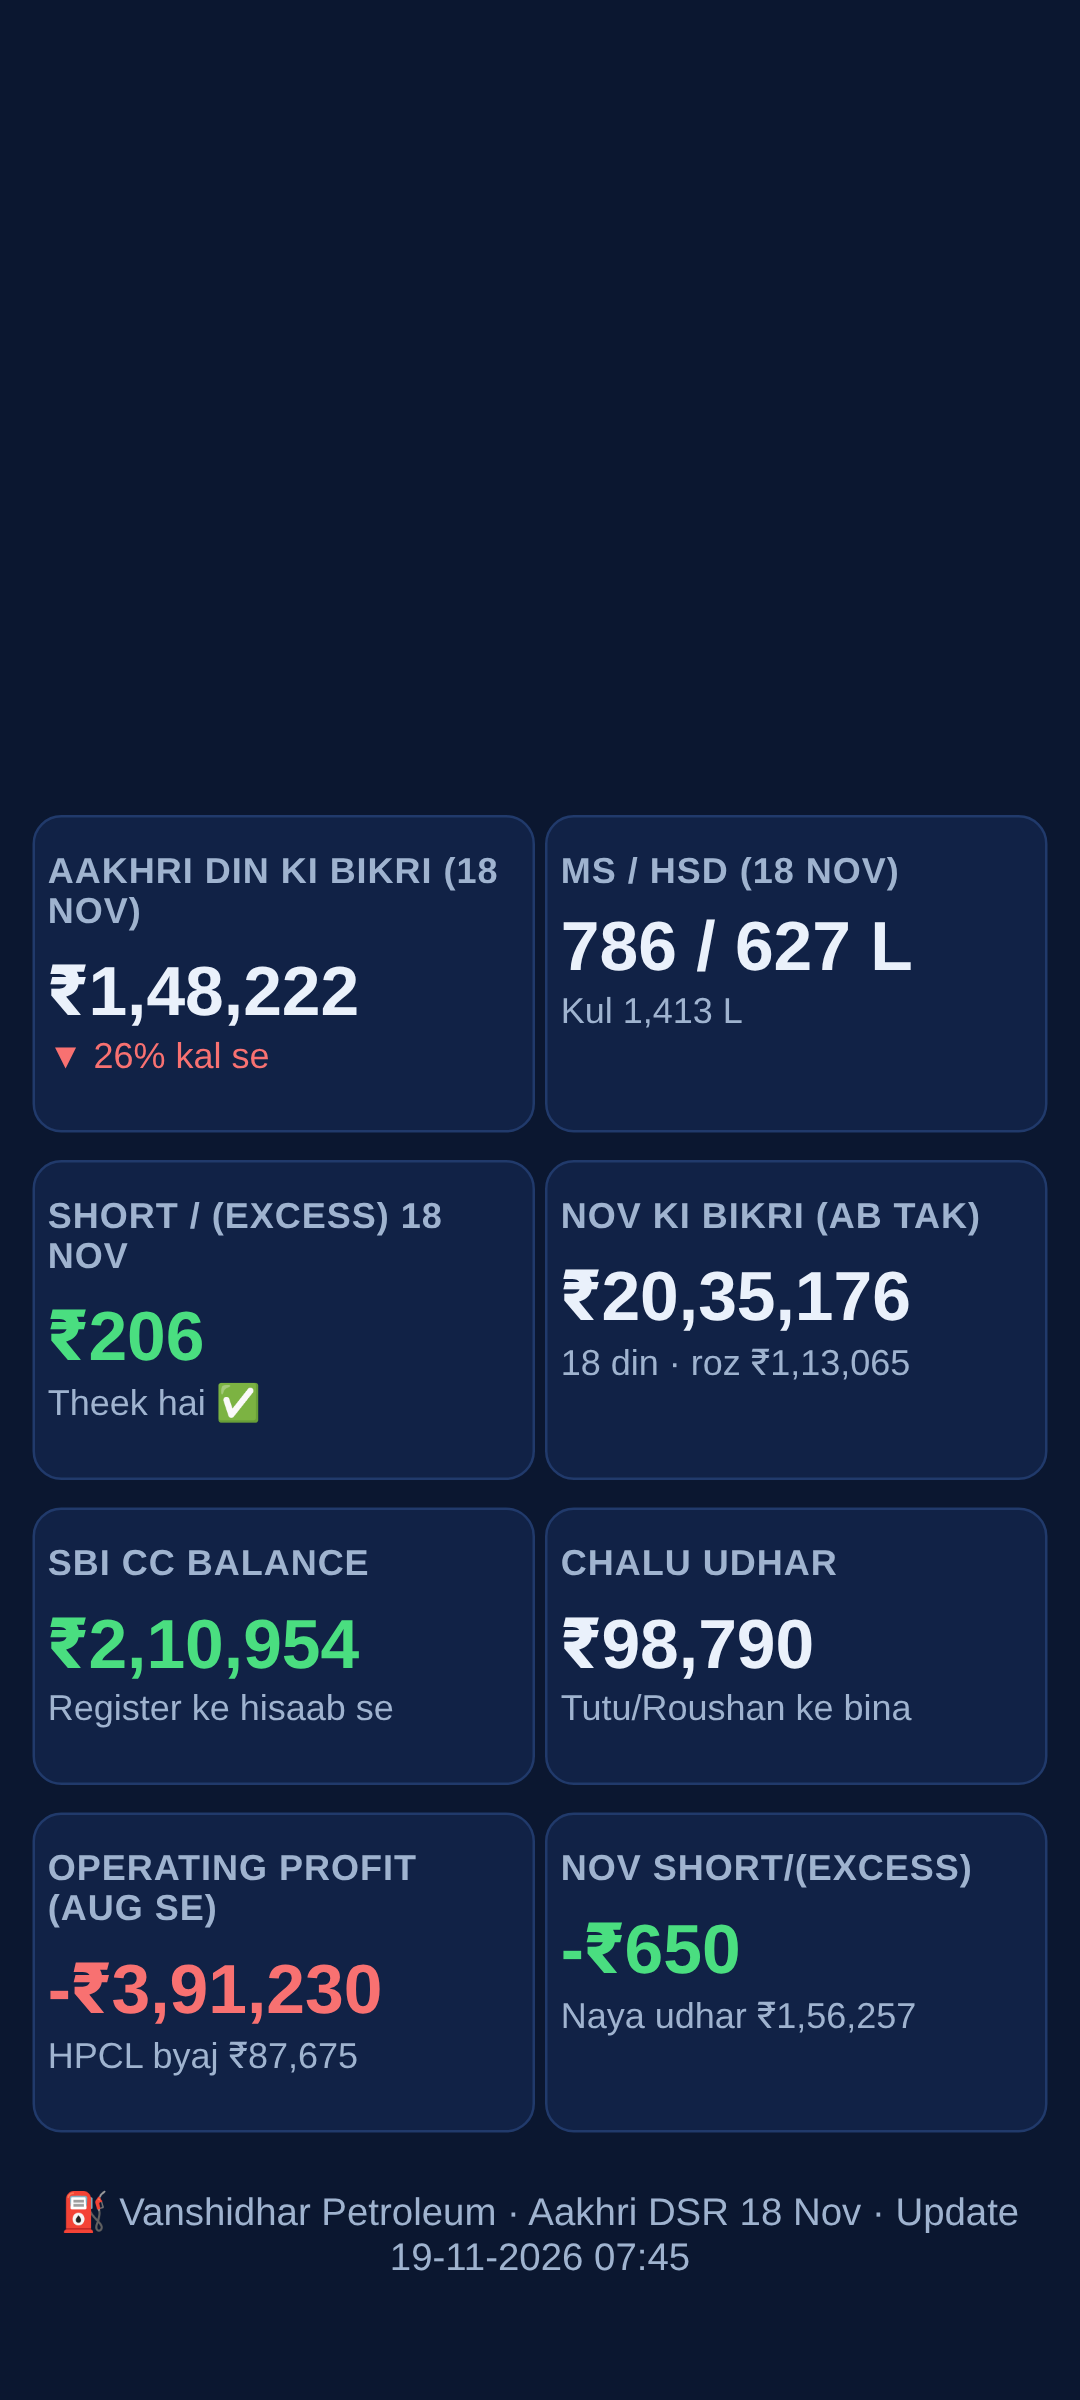 AAKHRI DIN KI BIKRI (18
NOV)
₹1,48,222
▼ 26% kal se
MS / HSD (18 NOV)
786 / 627 L
Kul 1,413 L
SHORT / (EXCESS) 18
NOV
₹206
Theek hai ✅
NOV KI BIKRI (AB TAK)
₹20,35,176
18 din · roz ₹1,13,065
SBI CC BALANCE
₹2,10,954
Register ke hisaab se
CHALU UDHAR
₹98,790
Tutu/Roushan ke bina
OPERATING PROFIT
(AUG SE)
-₹3,91,230
HPCL byaj ₹87,675
NOV SHORT/(EXCESS)
-₹650
Naya udhar ₹1,56,257
⛽ Vanshidhar Petroleum · Aakhri DSR 18 Nov · Update
19-11-2026 07:45